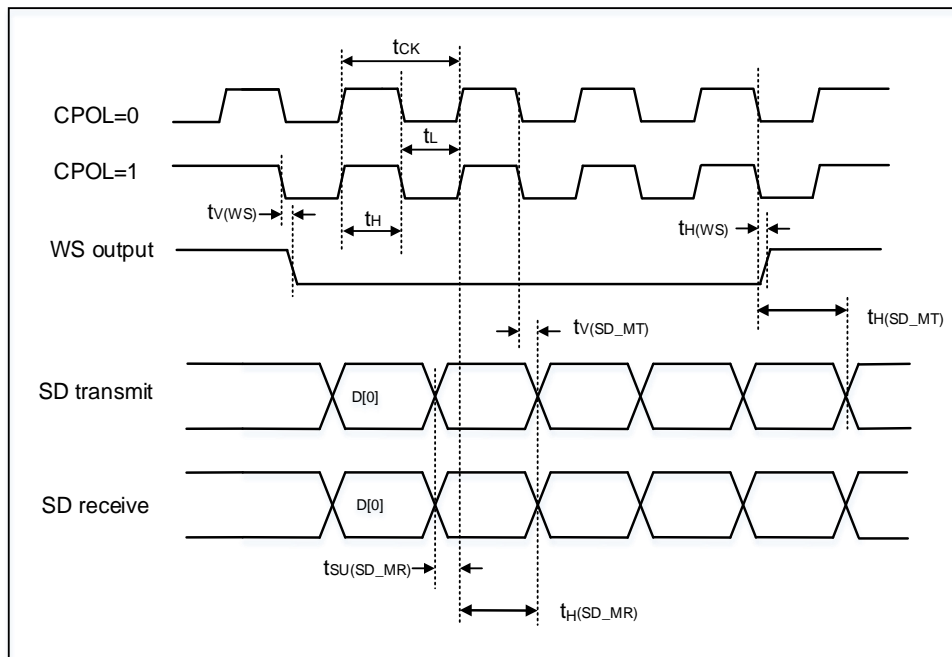 tCK
CPOL=0
tL
CPOL=1
tV(WS)
tH
tH(WS)
WS output
tV(SD_MT)
tH(SD_MT)
SD transmit
D[0]
SD receive
D[0]
tSU(SD_MR)
tH(SD_MR)